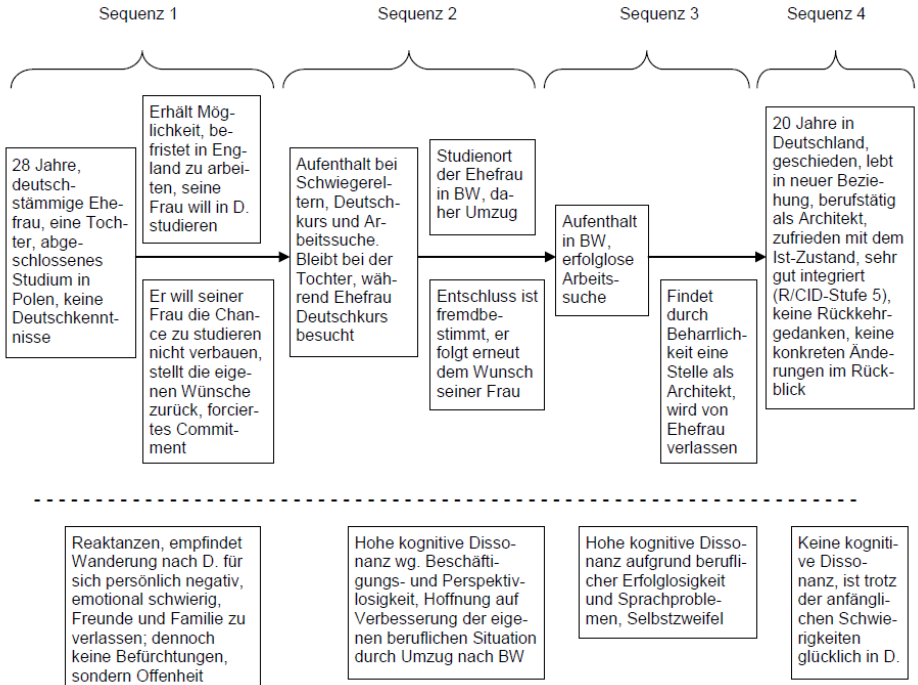 Sequenz 1
Sequenz 2
Sequenz 3
Sequenz 4
28 Jahre,
deutsch-
stämmige Ehe-
frau, eine Toch-
ter, abge-
schlossenes
Studium in
Polen, keine
Deutschkennt-
nisse
Erhält Mög-
lichkeit, be-
fristet in Eng-
land zu arbei-
ten, seine
Frau will in D.
studieren
Er will seiner
Frau die Chance
zu studieren
nicht verbauen,
stellt die eige-
nen Wünsche
zurück, forcier-
tes Commit-
ment
Aufenthalt bei
Schwiegerel-
tern, Deutsch-
kurs und Ar-
beitssuche.
Bleibt bei der
Tochter, wäh-
rend Ehefrau
Deutschkurs
besucht
Studienort
der Ehefrau
in BW, da-
her Umzug
Entschluss ist
fremdbe-
stimmt, er
folgt erneut
dem Wunsch
seiner Frau
Aufenthalt
in BW,
erfolglose
Arbeits-
suche
Findet
durch
Beharrlich-
keit eine
Stelle als
Architekt,
wird von
Ehefrau
verlassen
20 Jahre in
Deutschland,
geschieden, lebt
in neuer Bezie-
hung, berufstätig
als Architekt,
zufrieden mit dem
Ist-Zustand, sehr
gut integriert
(R/CID-Stufe 5),
keine Rückkehr-
gedanken, keine
konkreten Ände-
rungen im Rück-
blick
Reaktanzen, empfindet
Wanderung nach D. für
sich persönlich negativ,
emotional schwierig,
Freunde und Familie zu
verlassen; dennoch
keine Befürchtungen,
sondern Offenheit
Hohe kognitive Disso-
nanz wg. Beschäfti-
gungs- und Perspektiv-
losigkeit, Hoffnung auf
Verbesserung der eige-
nen beruflichen Situation
durch Umzug nach BW
Hohe kognitive Disso-
nanz aufgrund berufli-
cher Erfolglosigkeit
und Sprachproble-
men, Selbstzweifel
Keine kogniti-
ve Disso-
nanz, ist trotz
der anfäng-
lichen Schwie-
rigkeiten
glücklich in D.